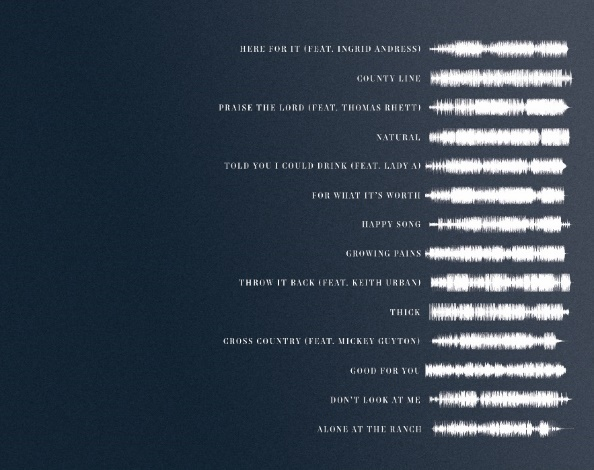 HERE FOR IT (FEAT. INGRID ANDRESS)
COUNTY LINE
PRAISE THE LORD (FEAT. THOMAS RHETT)
NATURAL
TOLD YOU I COULD DRINK (FEAT. LADY A)
FOR WHAT IT'S WORTH
HAPPY SONG
GROWING PAINS
THROW IT BACK (FEAT. KEITH URBAN)
THICK
CROSS COUNTRY (FEAT. MICKEY GUYTON)
GOOD FOR YOU
DON'T LOOK AT ME
ALONE AT THE RANCH